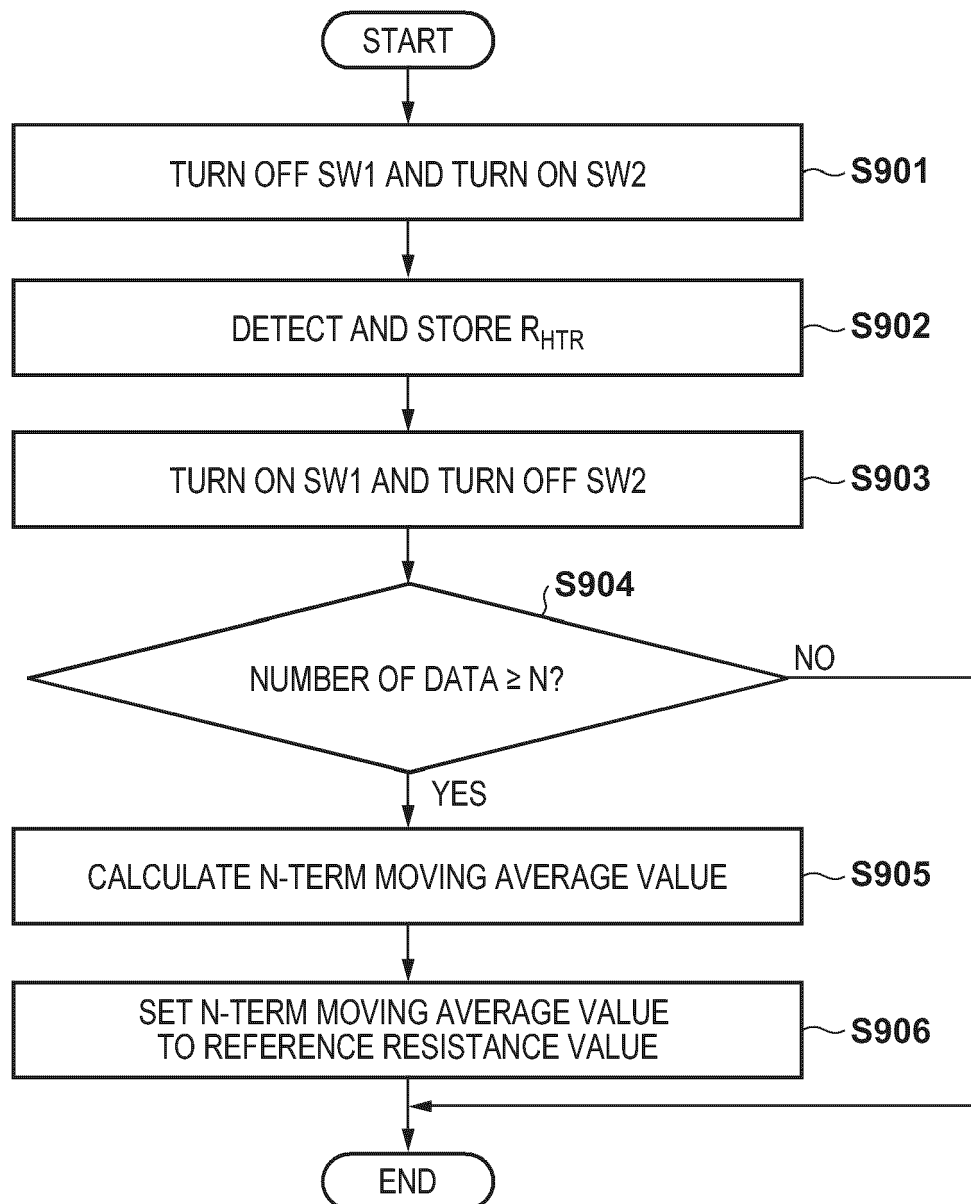 START
TURN OFF SW1 AND TURN ON SW2
S901
DETECT AND STORE RHTR
S902
TURN ON SW1 AND TURN OFF SW2
S903
S904
NUMBER OF DATA ≥ N?
NO
YES
CALCULATE N-TERM MOVING AVERAGE VALUE
S905
SET N-TERM MOVING AVERAGE VALUE
TO REFERENCE RESISTANCE VALUE
S906
END